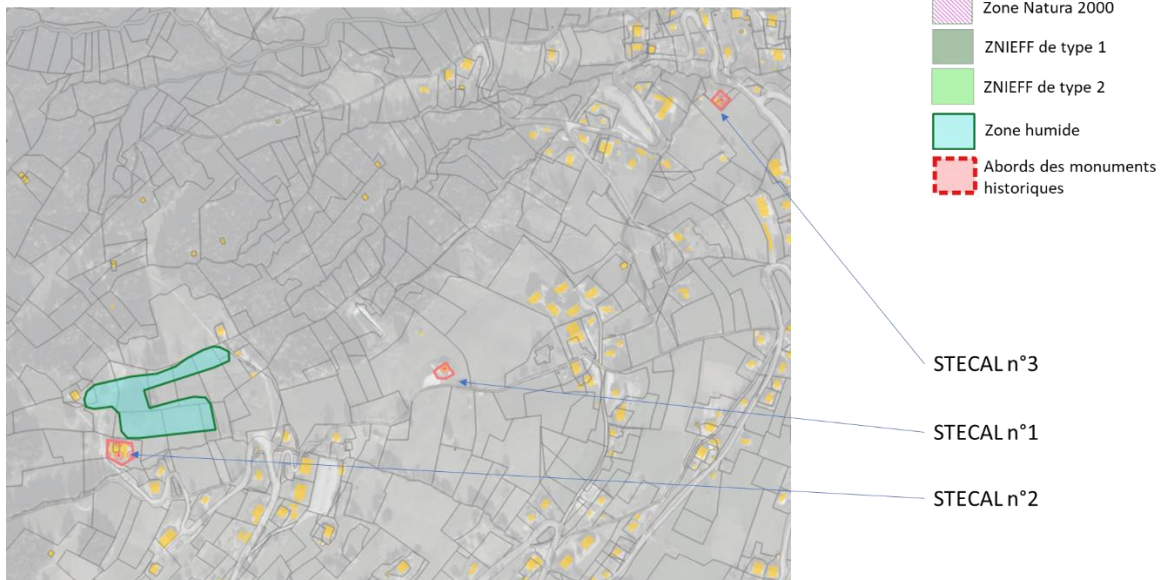 Zone Natura 2000
ZNIEFF de type 1
ZNIEFF de type 2
Zone humide
Abords des monuments
historiques
STECAL n°3
STECAL n°1
STECAL n°2